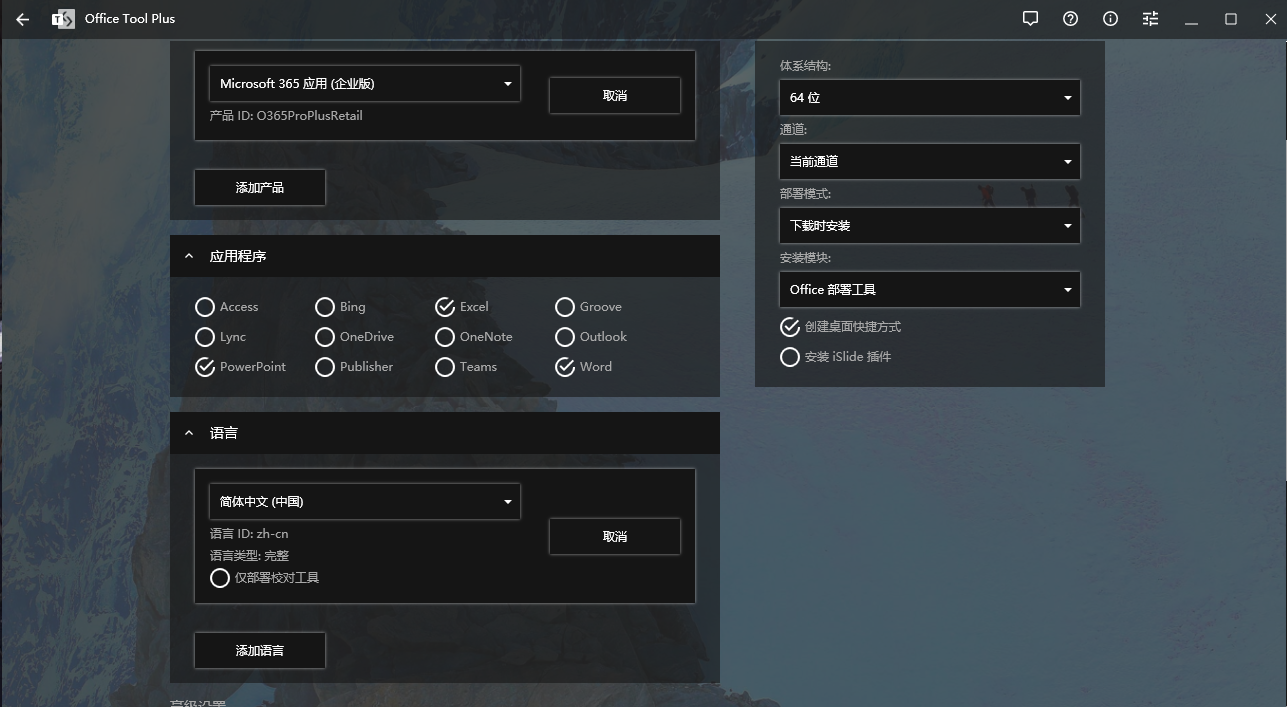 Office Tool Plus
Microsoft 365 应用 (企业版)
取消
产品 ID: O365ProPlusRetail
添加产品
应用程序
Access
Bing
Excel
Groove
Lync
OneDrive
OneNote
Outlook
PowerPoint
Publisher
Teams
Word
语言
简体中文 (中国)
取消
语言 ID: zh-cn
语言类型: 完整
仅部署校对工具
添加语言
高级设置
体系结构:
64 位
通道:
当前通道
部署模式:
下载时安装
安装模块:
Office 部署工具
创建桌面快捷方式
安装 iSlide 插件